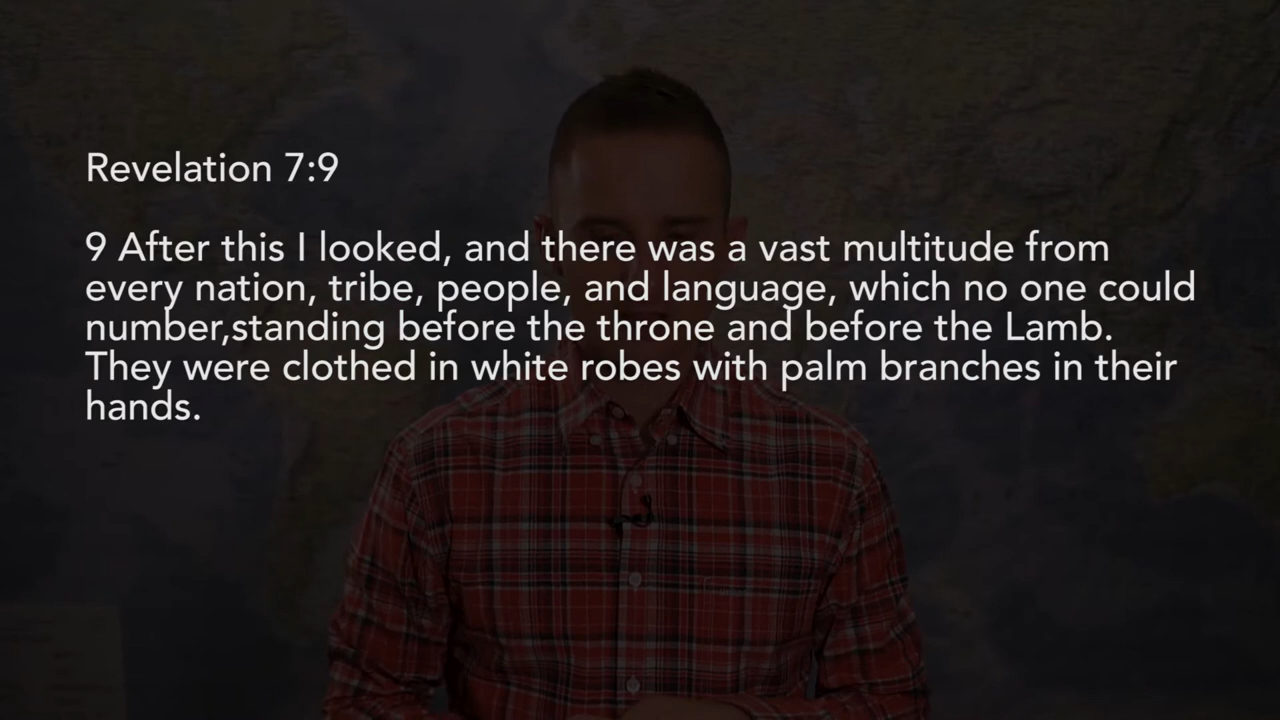 Revelation 7:9
9 After this I looked, and there was a vast multitude from
every nation, tribe, people, and language, which no one could
number,standing before the throne and before the Lamb.
They were clothed in white robes with palm branches in their
hands.